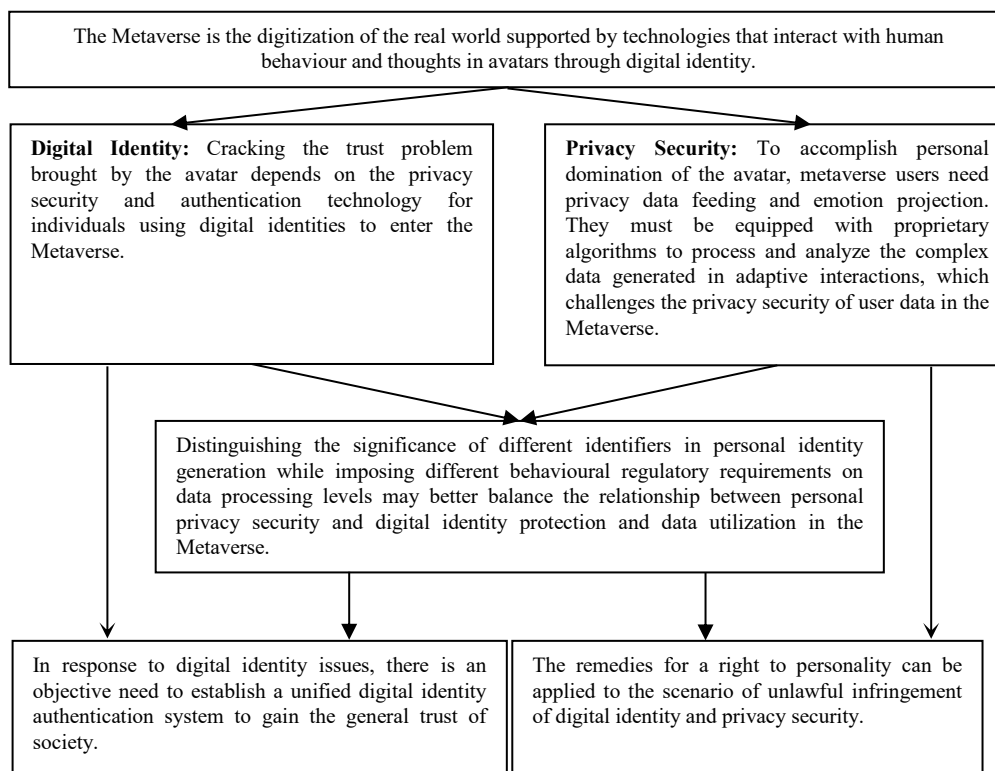 The Metaverse is the digitization of the real world supported by technologies that interact with human
behaviour and thoughts in avatars through digital identity.
Digital Identity: Cracking the trust problem
brought by the avatar depends on the privacy
security and authentication technology for
individuals using digital identities to enter the
Metaverse.
Privacy Security: To accomplish personal
domination of the avatar, metaverse users need
privacy data feeding and emotion projection.
They must be equipped with proprietary
algorithms to process and analyze the complex
data generated in adaptive interactions, which
challenges the privacy security of user data in the
Metaverse.
Distinguishing the significance of different identifiers in personal identity
generation while imposing different behavioural regulatory requirements on
data processing levels may better balance the relationship between personal
privacy security and digital identity protection and data utilization in the
Metaverse.
In response to digital identity issues, there is an
objective need to establish a unified digital identity
authentication system to gain the general trust of
society.
The remedies for a right to personality can be
applied to the scenario of unlawful infringement
of digital identity and privacy security.